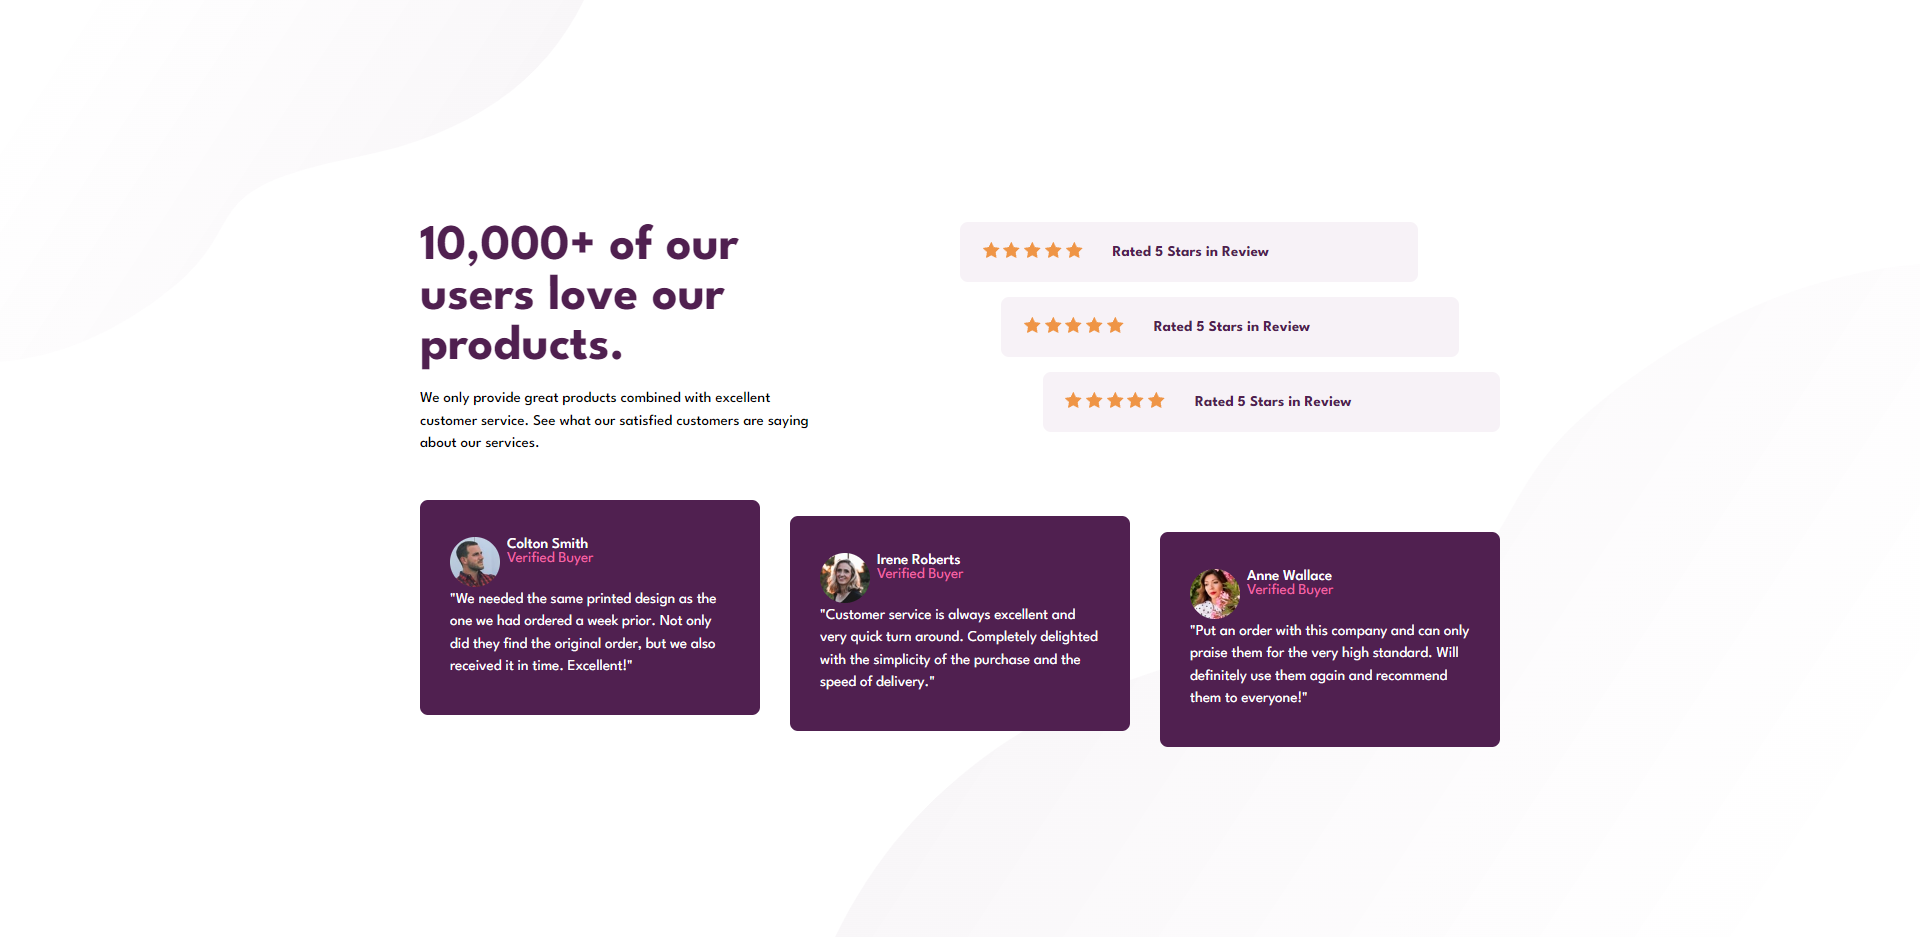 10,000+ of our
users love our
products.
We only provide great products combined with excellent
customer service. See what our satisfied customers are saying
about our services.
Rated 5 Stars in Review
Rated 5 Stars in Review
Rated 5 Stars in Review
Colton Smith
Verified Buyer
"We needed the same printed design as the
one we had ordered a week prior. Not only
did they find the original order, but we also
received it in time. Excellent!"
Irene Roberts
Verified Buyer
"Customer service is always excellent and
very quick turn around. Completely delighted
with the simplicity of the purchase and the
speed of delivery."
Anne Wallace
Verified Buyer
"Put an order with this company and can only
praise them for the very high standard. Will
definitely use them again and recommend
them to everyone!"